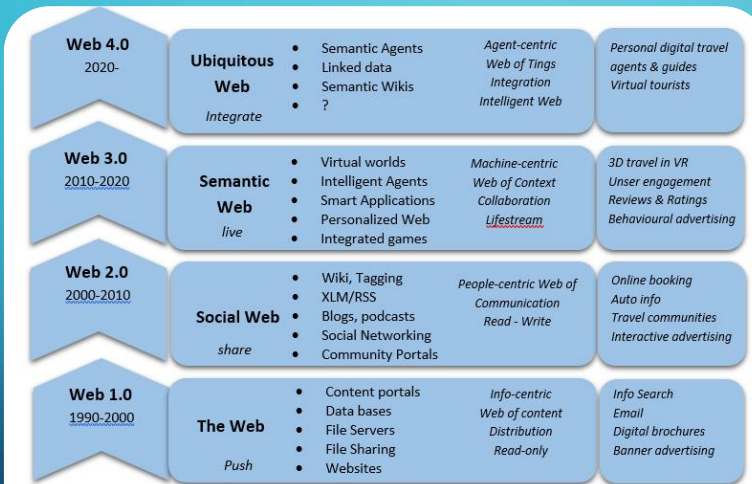 Web 4.0
2020-
Ubiquitous
Web
Integrate
• Semantic Agents
• Linked data
• Semantic Wikis
• ?
Agent-centric
Web of Tings
Integration
Intelligent Web
Personal digital travel
agents & guides
Virtual tourists
Web 3.0
2010-2020
Semantic
Web
live
• Virtual worlds
• Intelligent Agents
• Smart Applications
• Personalized Web
• Integrated games
Machine-centric
Web of Context
Collaboration
Lifestream
3D travel in VR
Unser engagement
Reviews & Ratings
Behavioural advertising
Web 2.0
2000-2010
Social Web
share
• Wiki, Tagging
• XLM/RSS
• Blogs, podcasts
• Social Networking
• Community Portals
People-centric Web of
Communication
Read - Write
Online booking
Auto info
Travel communities
Interactive advertising
Web 1.0
1990-2000
The Web
Push
• Content portals
• Data bases
• File Servers
• File Sharing
• Websites
Info-centric
Web of content
Distribution
Read-only
Info Search
Email
Digital brochures
Banner advertising